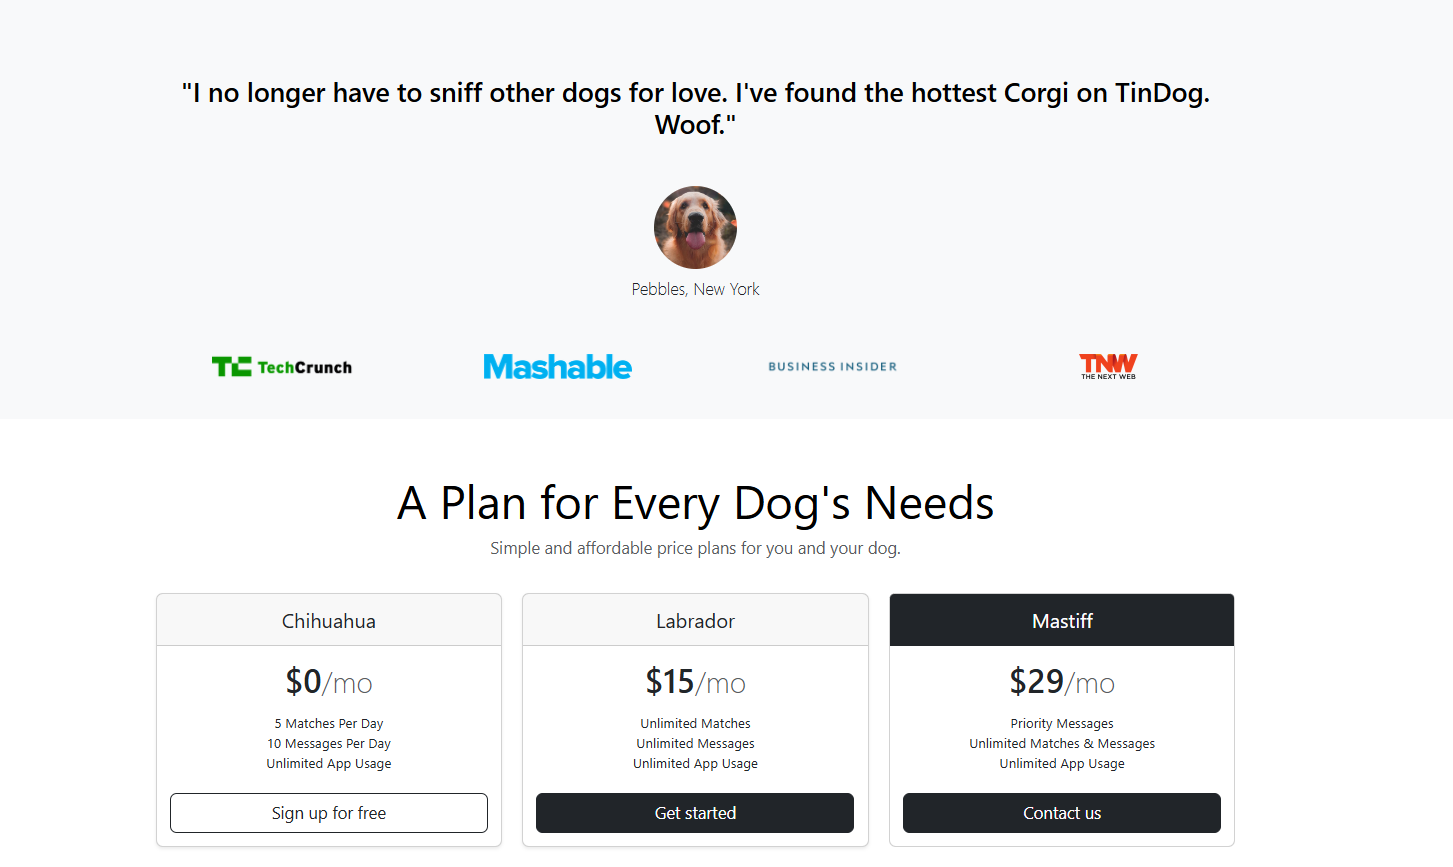 "I no longer have to sniff other dogs for love. I've found the hottest Corgi on TinDog.
Woof."
Pebbles, New York
TC TechCrunch
Mashable
BUSINESS INSIDER
TNW
THE NEXT WEB
A Plan for Every Dog's Needs
Simple and affordable price plans for you and your dog.
Chihuahua
$0/mo
5 Matches Per Day
10 Messages Per Day
Unlimited App Usage
Sign up for free
Labrador
$15/mo
Unlimited Matches
Unlimited Messages
Unlimited App Usage
Get started
Mastiff
$29/mo
Priority Messages
Unlimited Matches & Messages
Unlimited App Usage
Contact us